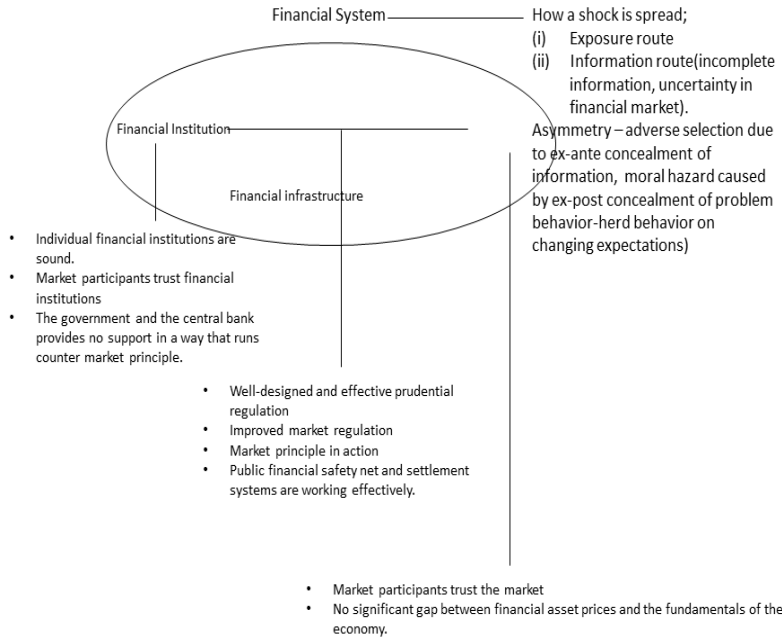 Financial System
How a shock is spread;
(i) Exposure route
(ii) Information route(incomplete
information, uncertainty in
financial market).
Asymmetry – adverse selection due
to ex-ante concealment of
information, moral hazard caused
by ex-post concealment of problem
behavior-herd behavior on
changing expectations)
Financial Institution
Financial infrastructure
• Individual financial institutions are
sound.
• Market participants trust financial
institutions
• The government and the central bank
provides no support in a way that runs
counter market principle.
• Well-designed and effective prudential
regulation
• Improved market regulation
• Market principle in action
• Public financial safety net and settlement
systems are working effectively.
• Market participants trust the market
• No significant gap between financial asset prices and the fundamentals of the
economy.